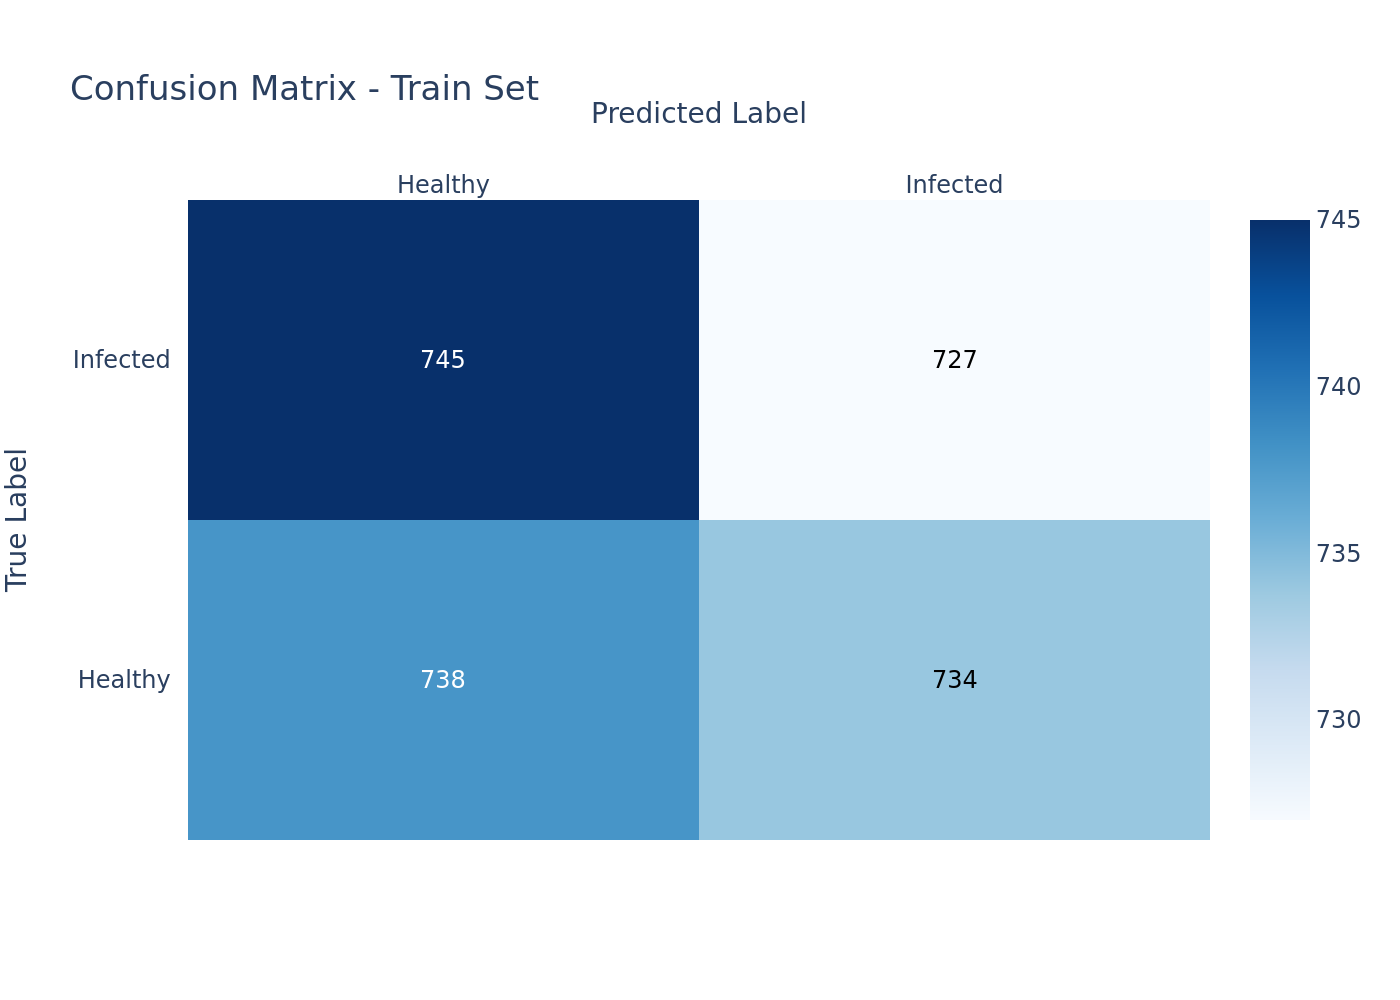 Confusion Matrix - Train Set
Predicted Label
Healthy Infected
745
Infected 745 727
740
True Label
735
Healthy 738 734
730